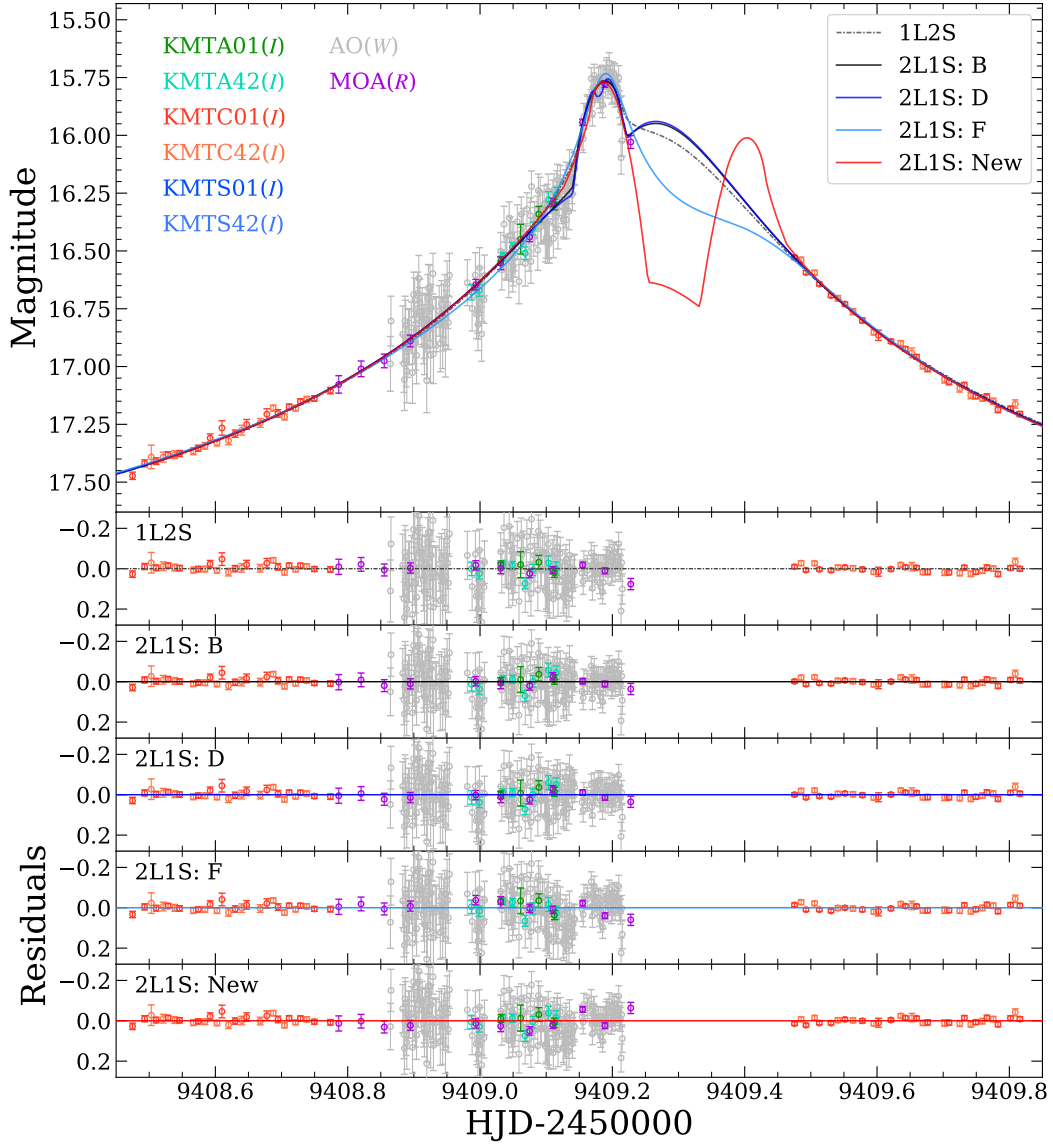 15.50
15.75
16.00
16.25
16.50
16.75
17.00
17.25
17.50
Magnitude
KMTA01(I)
KMTA42(I)
KMTC01(I)
KMTC42(I)
KMTS01(I)
KMTS42(I)
AO(W)
MOA(R)
1L2S
2L1S: B
2L1S: D
2L1S: F
2L1S: New
1L2S
−0.2
0.0
0.2
2L1S: B
−0.2
0.0
0.2
2L1S: D
−0.2
0.0
0.2
2L1S: F
−0.2
0.0
0.2
2L1S: New
−0.2
0.0
0.2
Residuals
9408.6 9408.8 9409.0 9409.2 9409.4 9409.6 9409.8
HJD-2450000